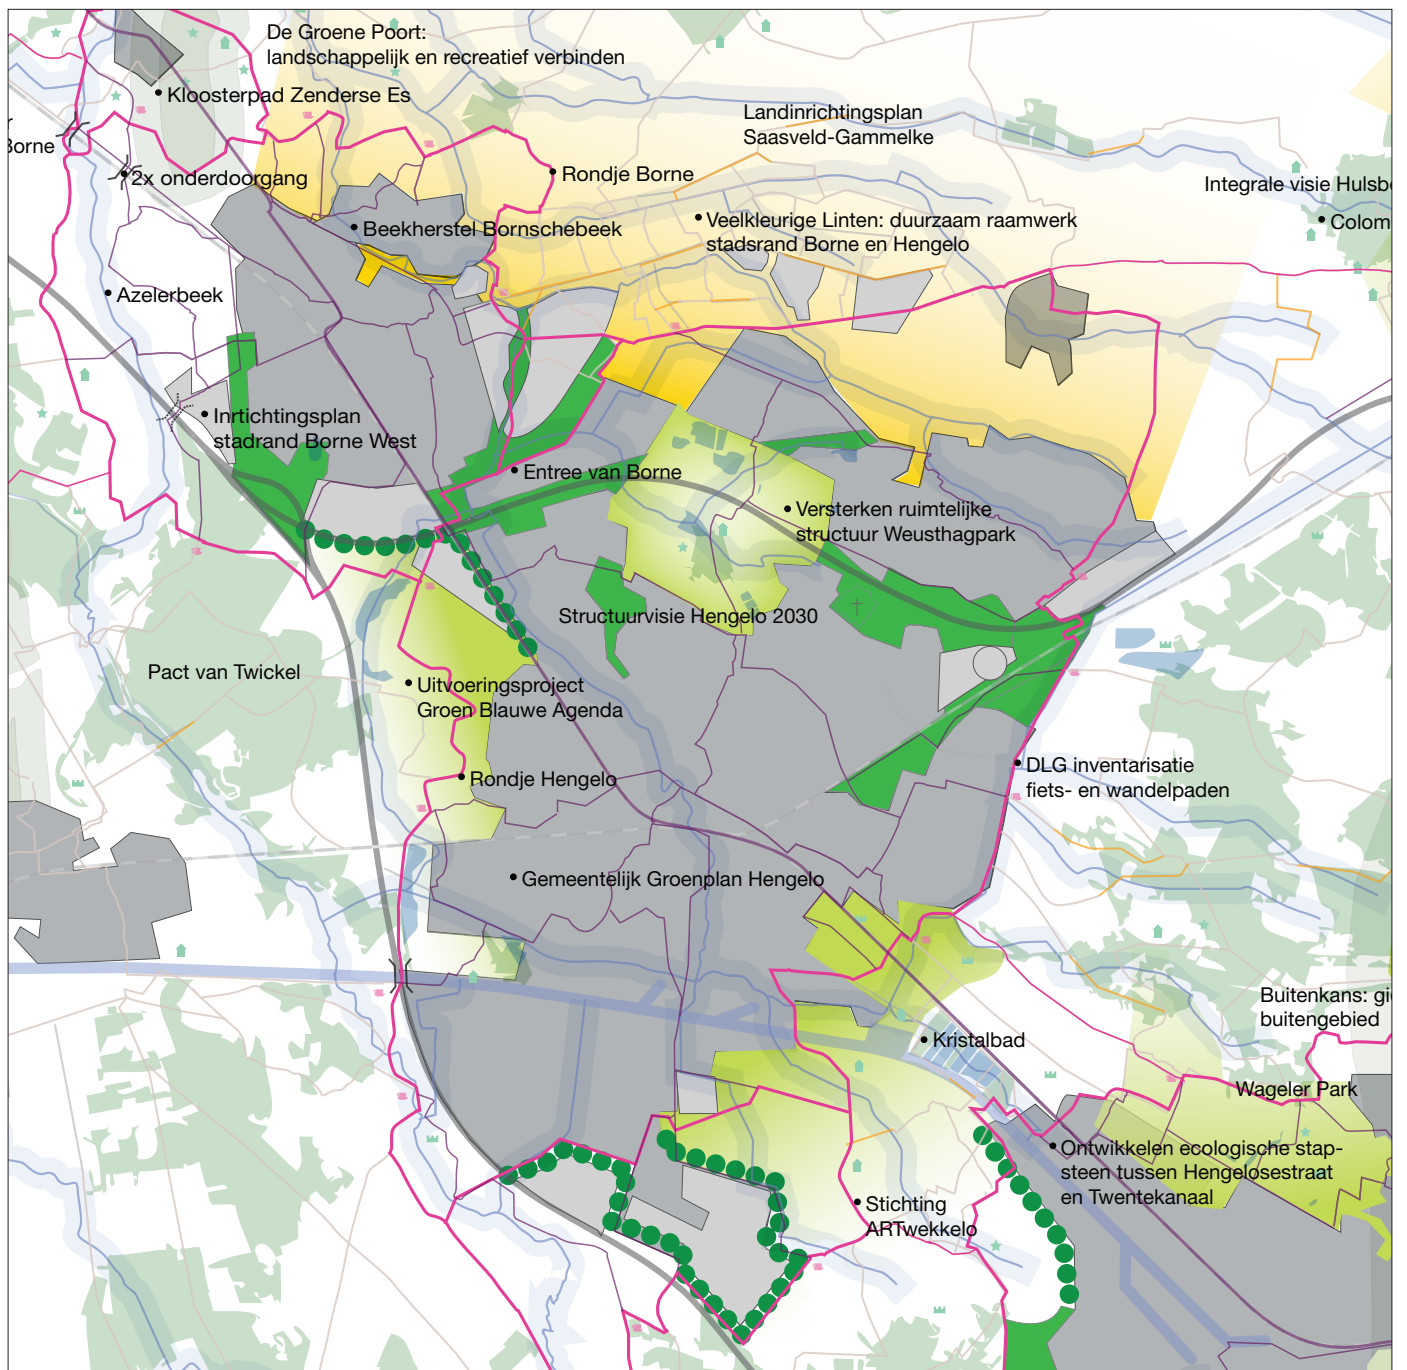 De Groene Poort:
landschappelijk en recreatief verbinden
Kloosterpad Zenderse Es
Landinrichtingsplan
Saasveld-Gammelke
Borne
2x onderdoorgang
Rondje Borne
Integrale visie Hulsbe
Colom
Beekherstel Bornschebeek
Veelkleurige Linten: duurzaam raamwerk
stadsrand Borne en Hengelo
Azelerbeek
Inrtichtingsplan
stadrand Borne West
Entree van Borne
Versterken ruimtelijke
structuur Weusthagpark
Structuurvisie Hengelo 2030
Pact van Twickel
Uitvoeringsproject
Groen Blauwe Agenda
Rondje Hengelo
DLG inventarisatie
fiets- en wandelpaden
Gemeentelijk Groenplan Hengelo
Buitenkans: gi
buitengebied
Kristalbad
Wageler Park
Ontwikkelen ecologische stap-
steen tussen Hengelosestraat
en Twentekanaal
Stichting
ARTwekkelo